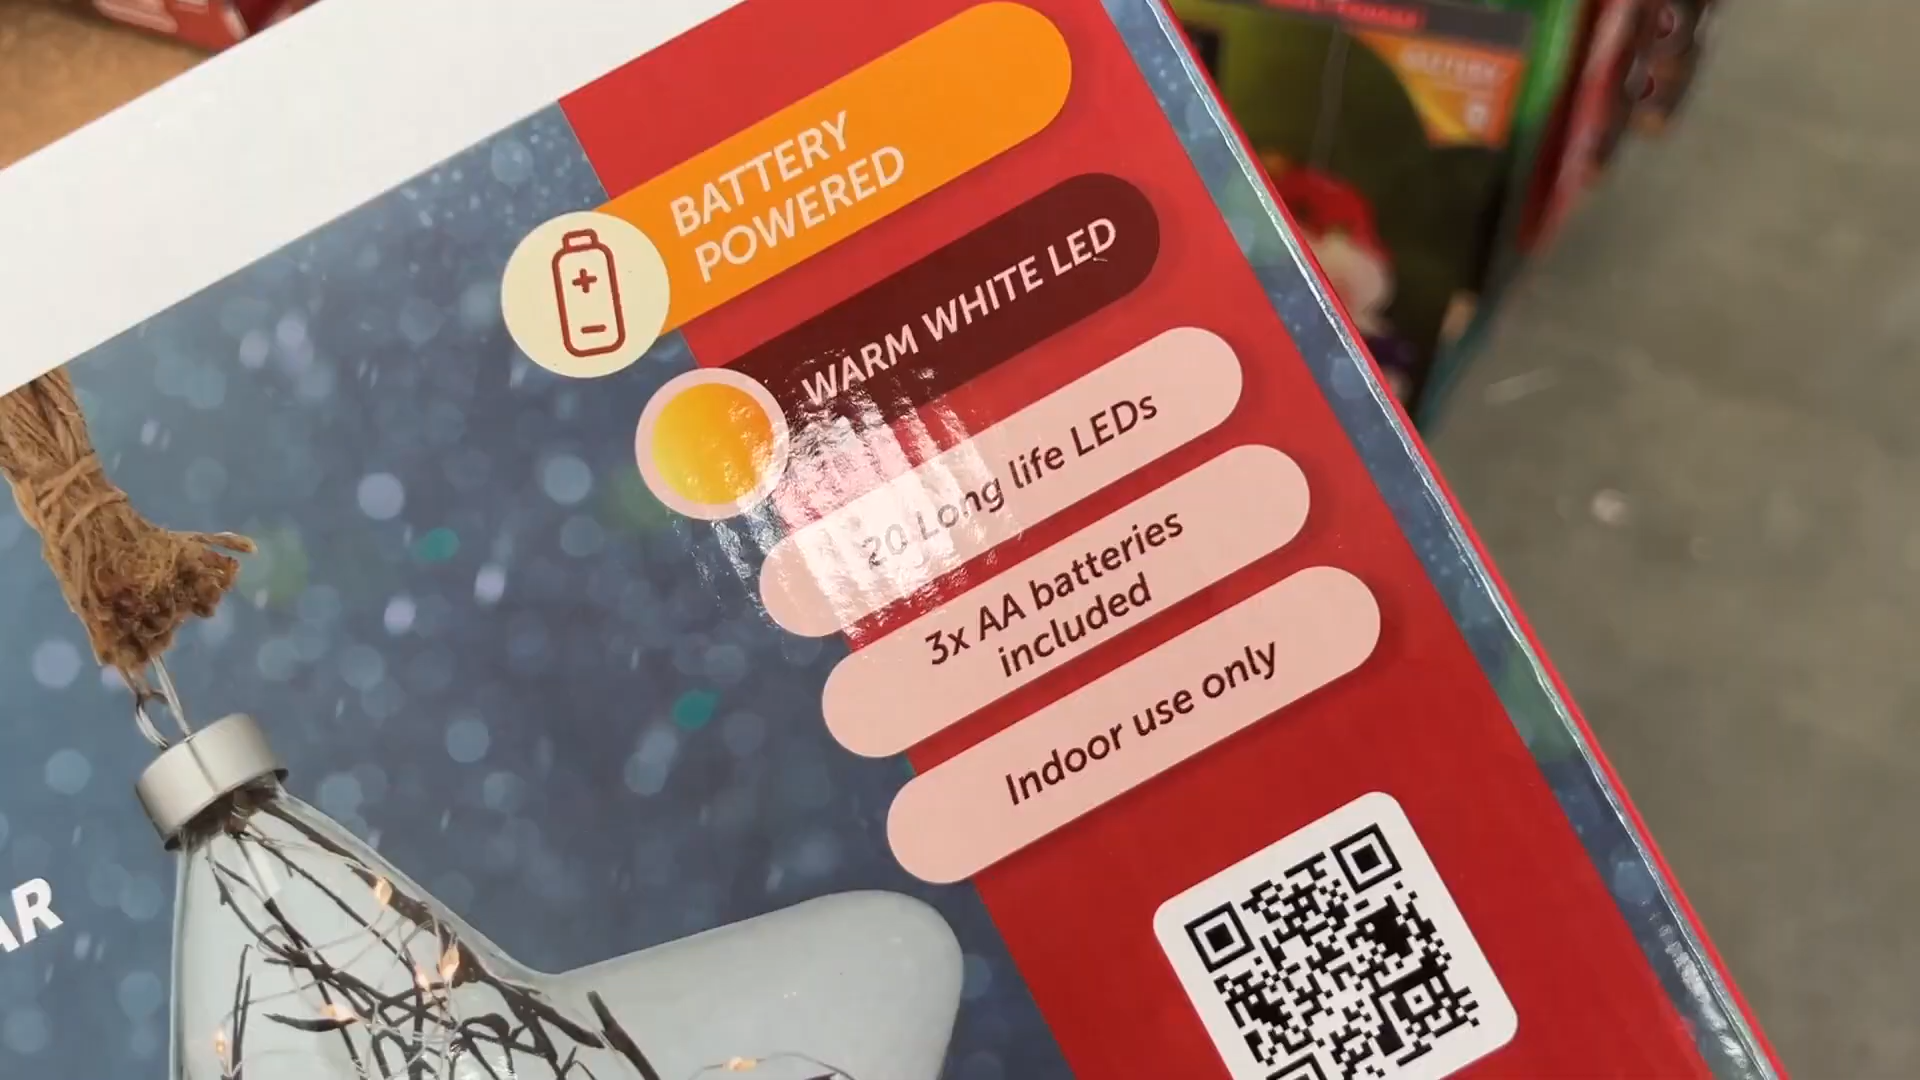 BATTERY
POWERED
WARM WHITE LED
20 Long life LEDs
3x AA batteries
included
Indoor use only
AR